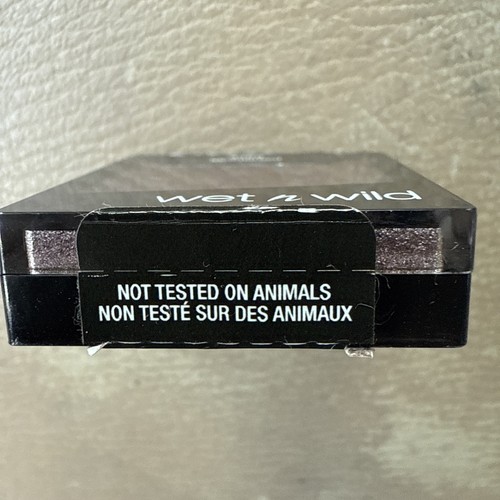 wet n wild
NOT TESTED ON ANIMALS
NON TESTÉ SUR DES ANIMAUX